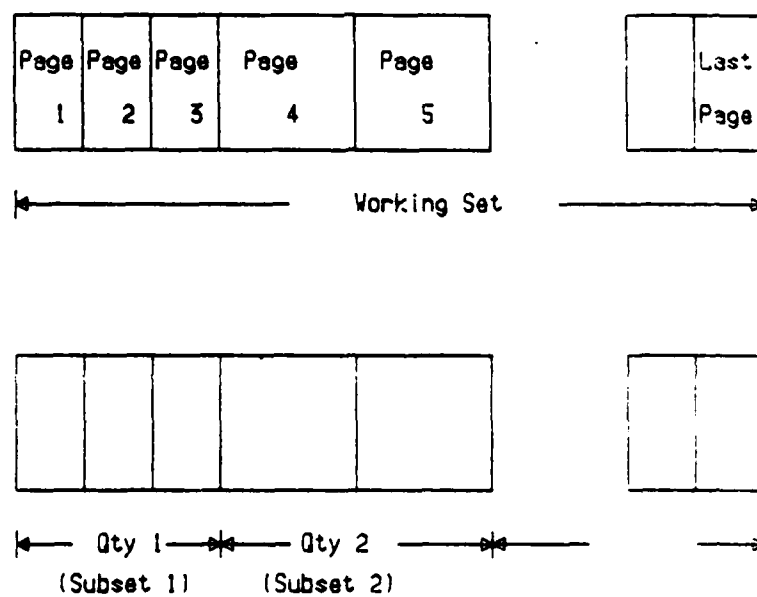 Page Page Page Page Page Last
1 2 3 4 5 Page
Working Set
Qty 1 Qty 2
(Subset 1) (Subset 2)